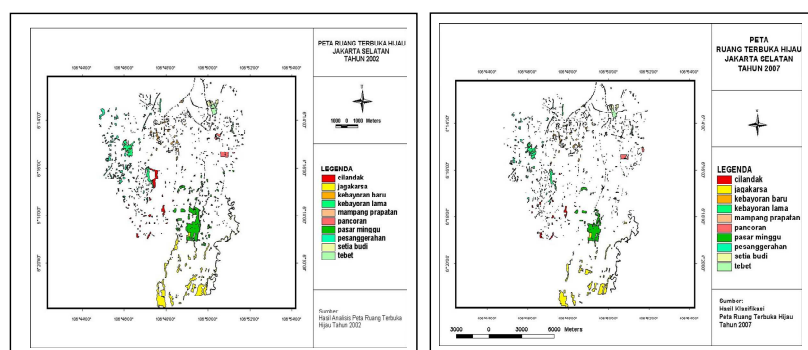 PETA RUANG TERBUKA HIJAU
JAKARTA SELATAN
TAHUN 2002
1000 0 1000 Meters
LEGENDA
cilandak
jagakarsa
kebayoran baru
kebayoran lama
mampang prapatan
pancoran
pasar minggu
pesanggerahan
setia budi
tebet
Sumber:
Hasil Analisis Peta Ruang Terbuka
Hijau Tahun 2002
PETA
RUANG TERBUKA HIJAU
JAKARTA SELATAN
TAHUN 2007
LEGENDA
cilandak
jagakarsa
kebayoran baru
kebayoran lama
mampang prapatan
pancoran
pasar minggu
pesanggerahan
setia budi
tebet
Sumber:
Hasil Klasifikasi
Peta Ruang Terbuka Hijau
Tahun 2007
3000 0 3000 6000 Meters